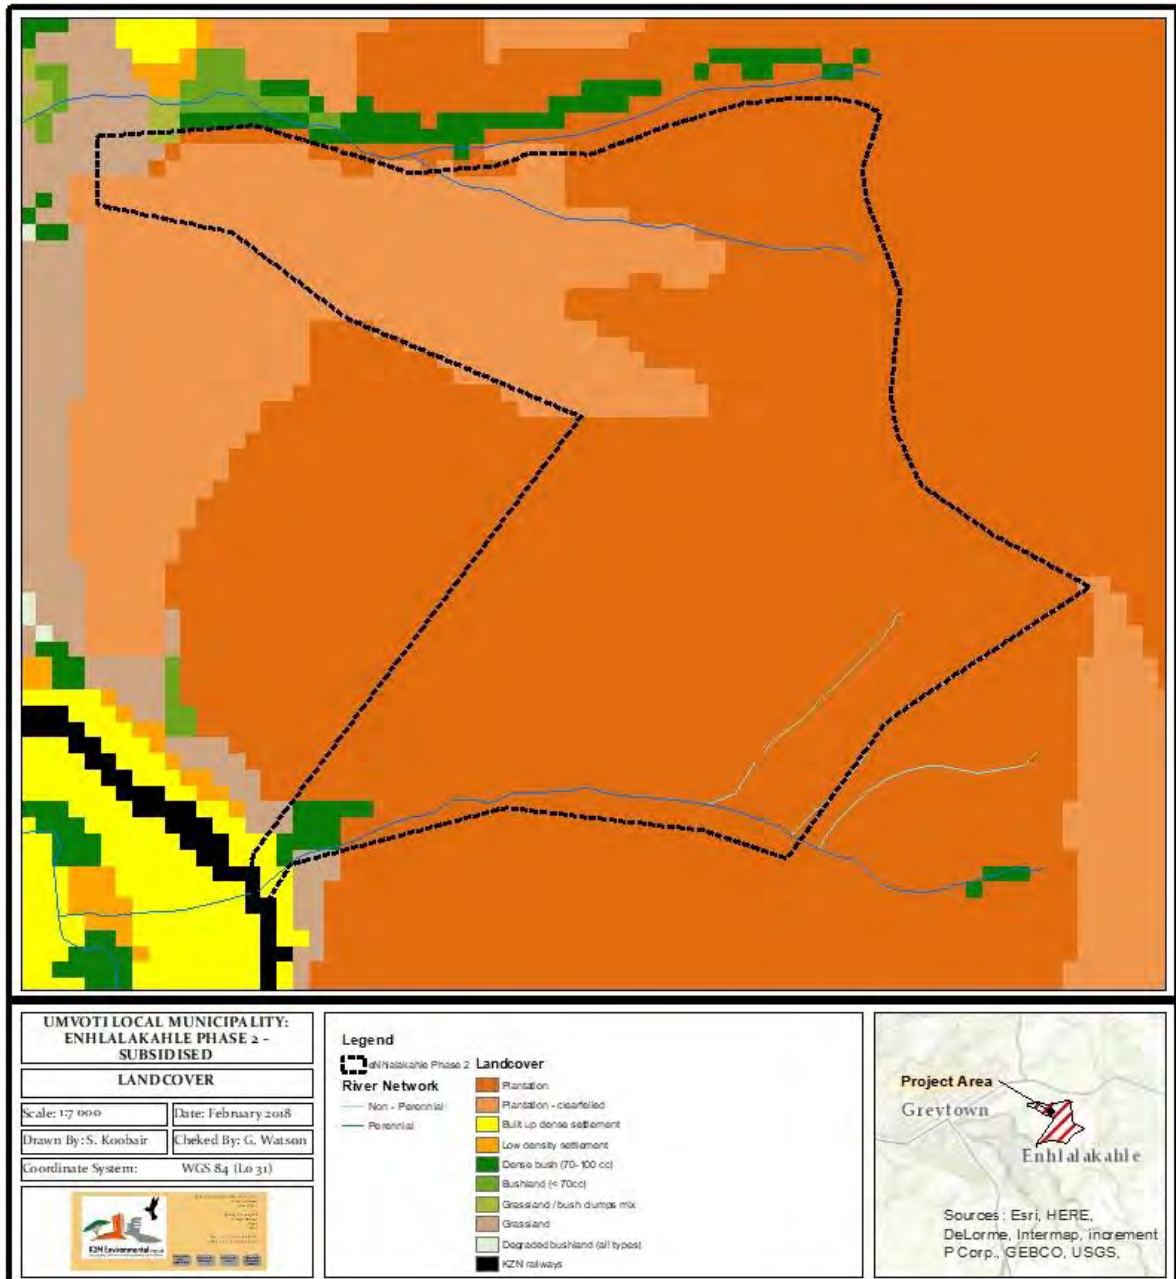 UMVOTI LOCAL MUNICIPALITY:
ENHLALAKAHLE PHASE 2 -
SUBSIDISED
LANDCOVER
Scale: 1:7 000
Date: February 2018
Drawn By: S. Koobair
Cheked By: G. Watson
Coordinate System: WGS 84 (Lo 31)
K2N Environmental
Legend
eNhlalakahle Phase 2
River Network
Non - Perennial
Perennial
Landcover
Plantation
Plantation - clearfelled
Built up dense settlement
Low density settlement
Dense bush (70-100 cc)
Bushland (< 70cc)
Grassland / bush clumps mix
Grassland
Degraded bushland (all types)
KZN railways
Project Area
Greytown
Enhlalakahle
Sources: Esri, HERE,
DeLorme, Intermap, increment
P Corp., GEBCO, USGS,